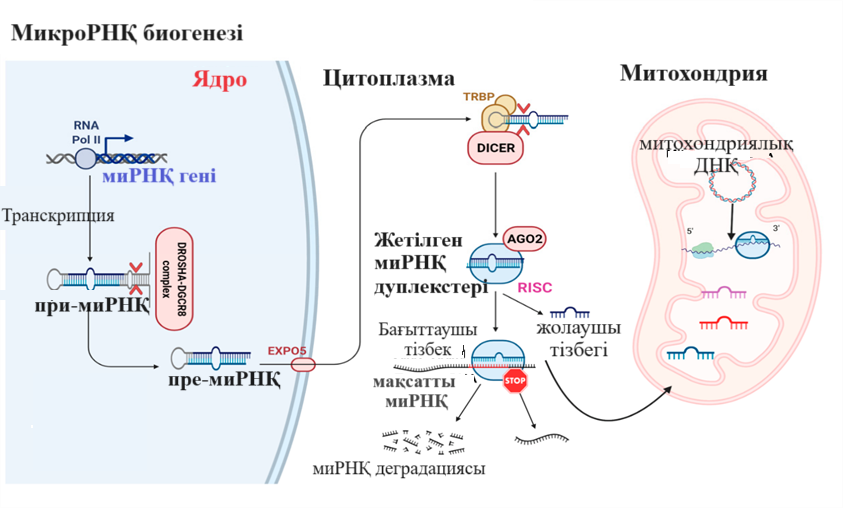 МикроРНҚ биогенезі
Ядро
Цитоплазма
Митохондрия
RNA
Pol II
миРНҚ гені
Транскрипция
DROSHA-DGCR8
complex
при-миРНҚ
EXPO5
пре-миРНҚ
TRBP
DICER
Жетілген
миРНҚ
дуплекстері
AGO2
RISC
жолаушы
тізбегі
Бағыттаушы
тізбек
мақсатты
миРНҚ
STOP
миРНҚ деградациясы
митохондриялық
ДНҚ
5'
3'